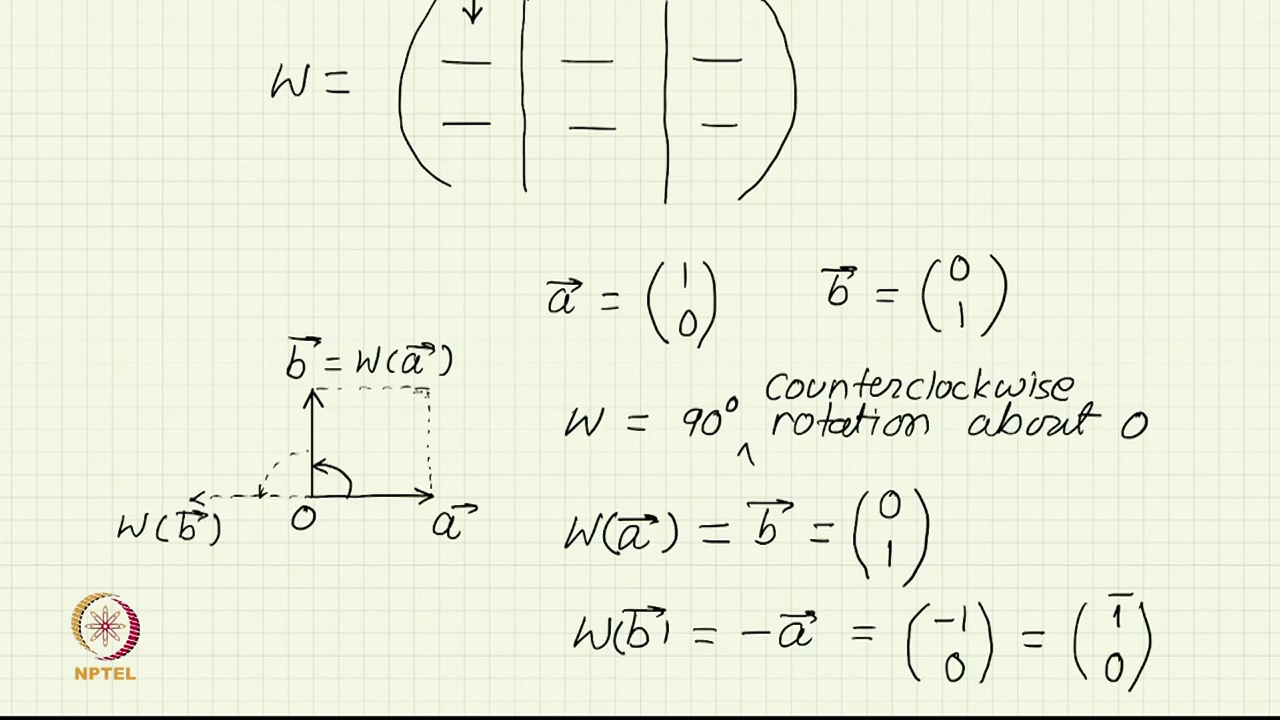 W =
a⃗ = (1 0) b⃗ = (0 1)
b⃗ = W(a⃗)
counterclockwise
W = 90° ^ rotation about O
W(b⃗) O a⃗
W(a⃗) = b⃗ = (0 1)
W(b⃗) = -a⃗ = (-1 0) = (1̄ 0)
NPTEL